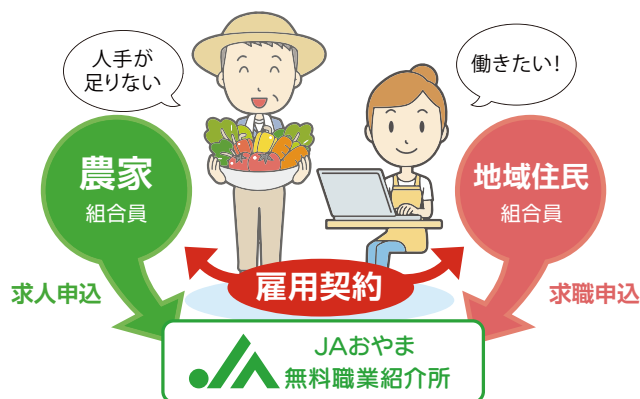 人手が
足りない
働きたい!
農家
組合員
地域住民
組合員
求人申込
雇用契約
求職申込
JAおやま
無料職業紹介所